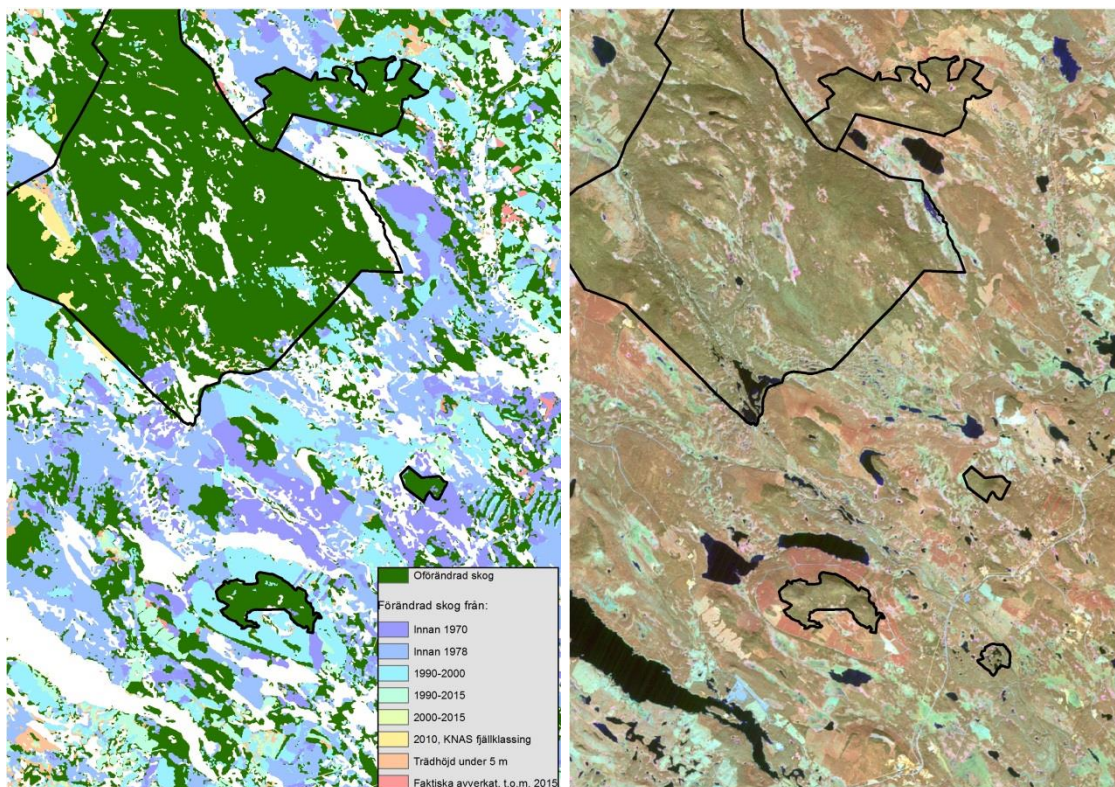 Oförändrad skog
Förändrad skog från:
Innan 1970
Innan 1978
1990-2000
1990-2015
2000-2015
2010, KNAS fjällklassing
Trädhöjd under 5 m
Faktiska avverkat, t.o.m. 2015